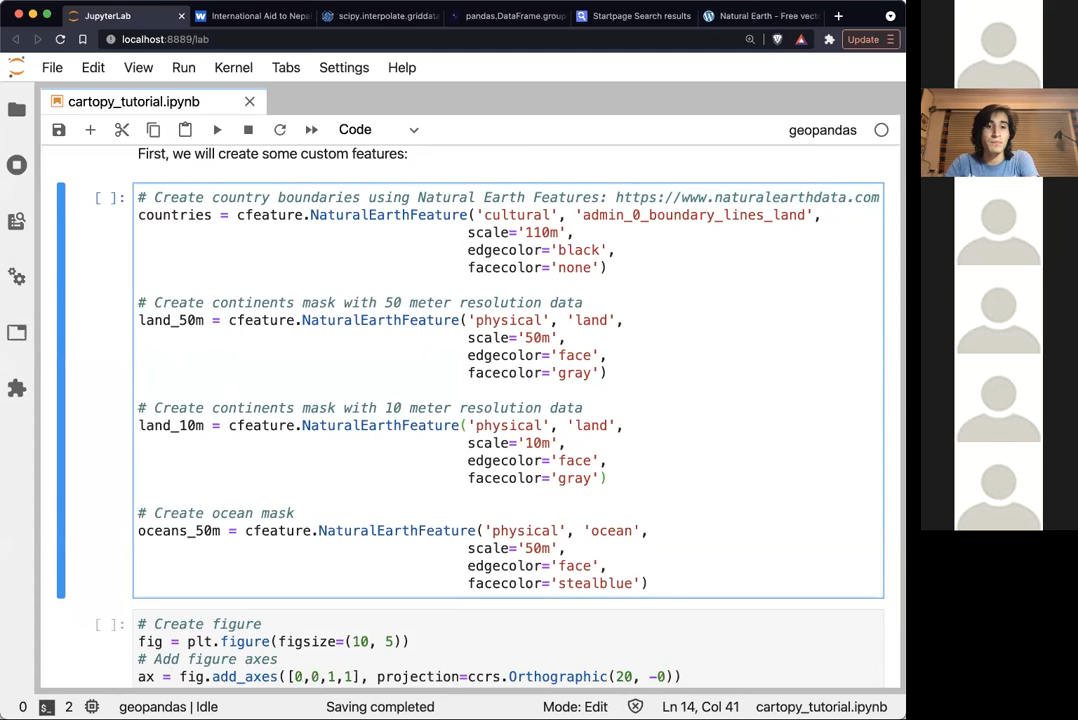 JupyterLab
International Aid to Nepa
scipy.interpolate.gridda
pandas.DataFrame.group
Startpage Search results
Natural Earth - Free vect
localhost:8889/lab
Update
File Edit View Run Kernel Tabs Settings Help
cartopy_tutorial.ipynb
Code
geopandas
First, we will create some custom features:
[ ]:
# Create country boundaries using Natural Earth Features: https://www.naturalearthdata.com
countries = cfeature.NaturalEarthFeature('cultural', 'admin_0_boundary_lines_land',
scale='110m',
edgecolor='black',
facecolor='none')
# Create continents mask with 50 meter resolution data
land_50m = cfeature.NaturalEarthFeature('physical', 'land',
scale='50m',
edgecolor='face',
facecolor='gray')
# Create continents mask with 10 meter resolution data
land_10m = cfeature.NaturalEarthFeature('physical', 'land',
scale='10m',
edgecolor='face',
facecolor='gray')
# Create ocean mask
oceans_50m = cfeature.NaturalEarthFeature('physical', 'ocean',
scale='50m',
edgecolor='face',
facecolor='stealblue')
[ ]:
# Create figure
fig = plt.figure(figsize=(10, 5))
# Add figure axes
ax = fig.add_axes([0,0,1,1], projection=ccrs.Orthographic(20, -0))
0 2 geopandas | Idle Saving completed Mode: Edit Ln 14, Col 41 cartopy_tutorial.ipynb